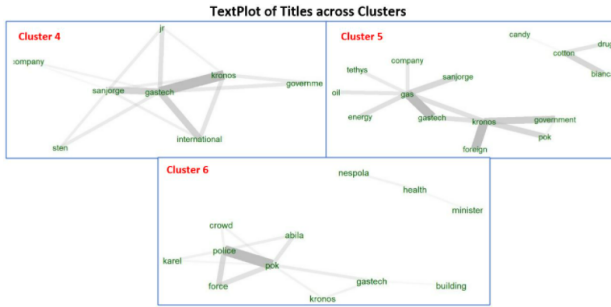 TextPlot of Titles across Clusters
Cluster 4
jr
company
kronos
sanjorge
gastech
governme
sten
international
Cluster 5
candy
drug
cotton
bianca
company
tethys
sanjorge
oil
gas
energy
gastech
kronos
government
pok
foreign
Cluster 6
nespola
health
minister
crowd
abila
police
karel
pok
force
gastech
building
kronos